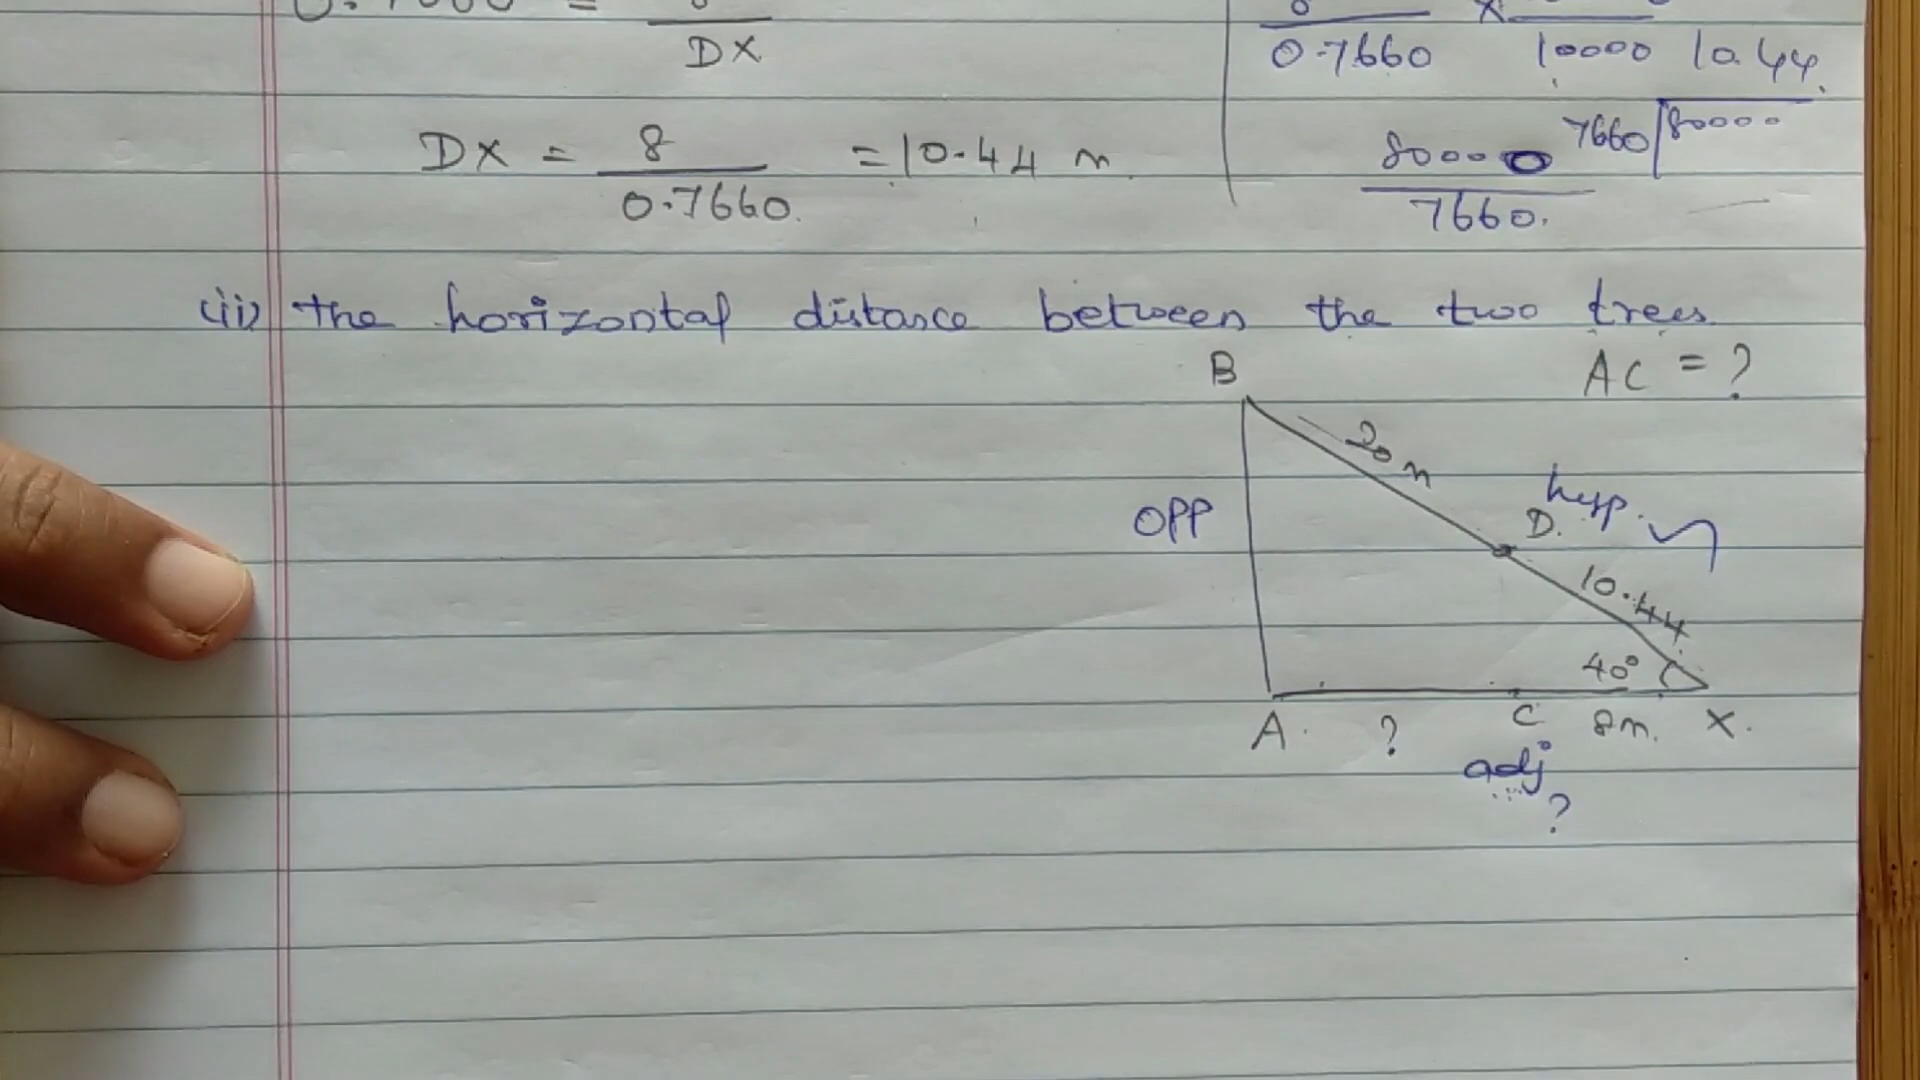 DX
0.7660 10000 10.44
DX = 8 / 0.7660. = 10.44 m
80000 / 7660. 7660 80000
(ii) the horizontal distance between the two trees
AC = ?
B
20 m
hyp.
OPP
D.
10.44
40°
A. ? C 8m. X.
adj
?